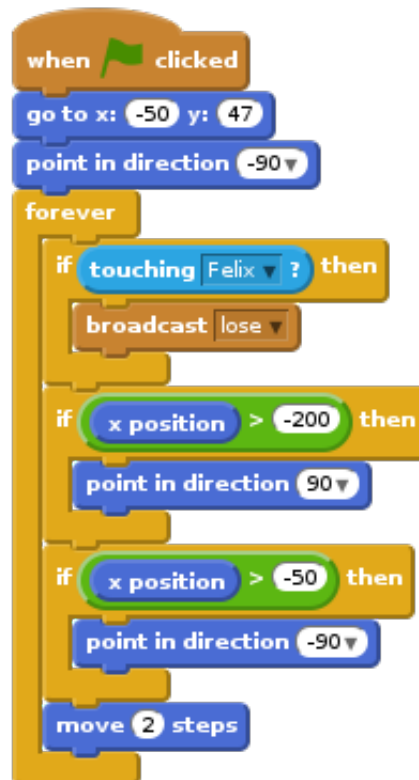 when clicked
go to x: -50 y: 47
point in direction -90
forever
if touching Felix ? then
broadcast lose
if x position > -200 then
point in direction 90
if x position > -50 then
point in direction -90
move 2 steps